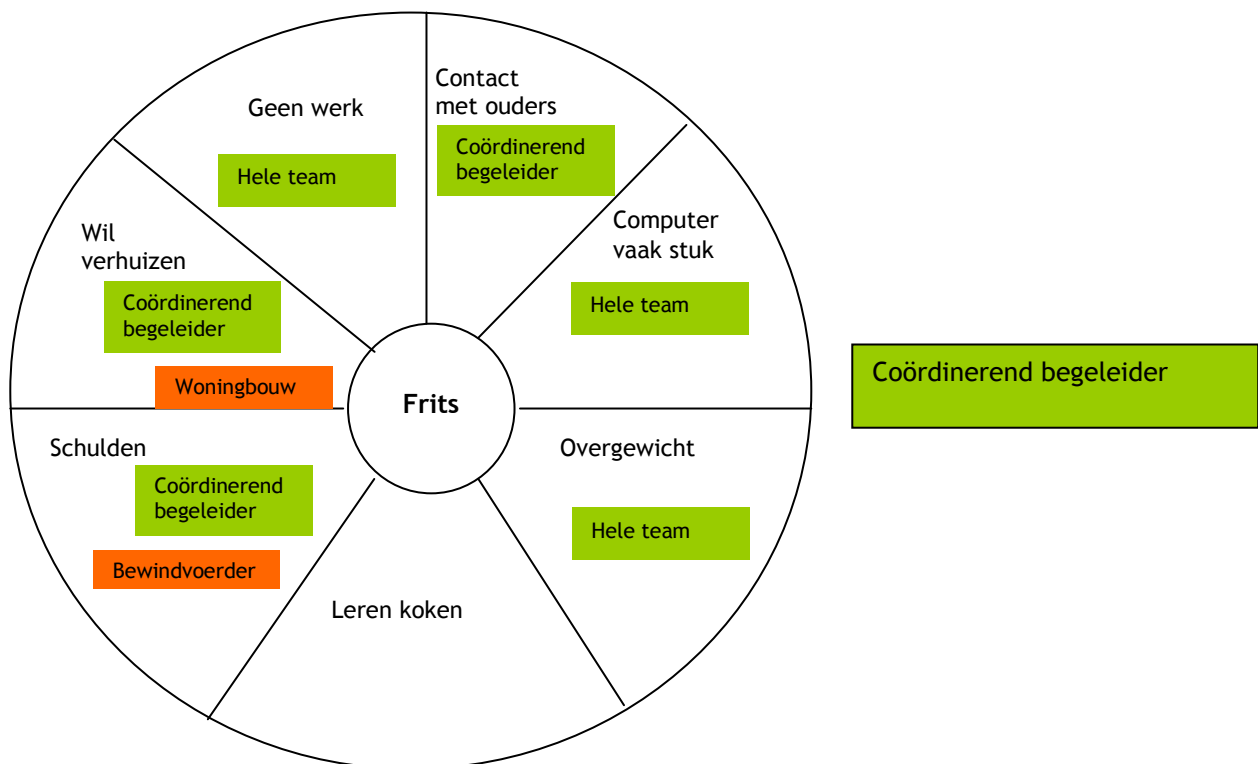 Geen werk
Hele team
Contact
met ouders
Coördinerend
begeleider
Computer
vaak stuk
Hele team
Wil
verhuizen
Coördinerend
begeleider
Woningbouw
Frits
Coördinerend begeleider
Schulden
Coördinerend
begeleider
Bewindvoerder
Overgewicht
Hele team
Leren koken